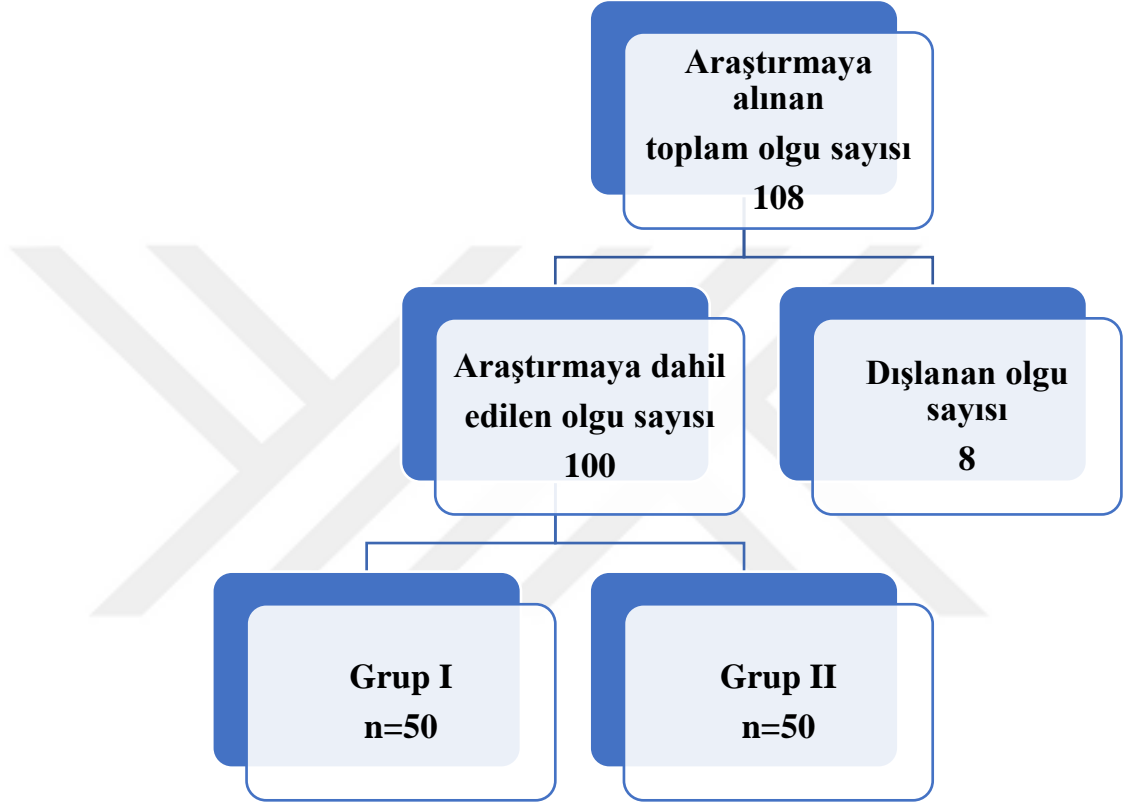 Araştırmaya
alınan
toplam olgu sayısı
108
Araştırmaya dahil
edilen olgu sayısı
100
Dışlanan olgu
sayısı
8
Grup I
n=50
Grup II
n=50